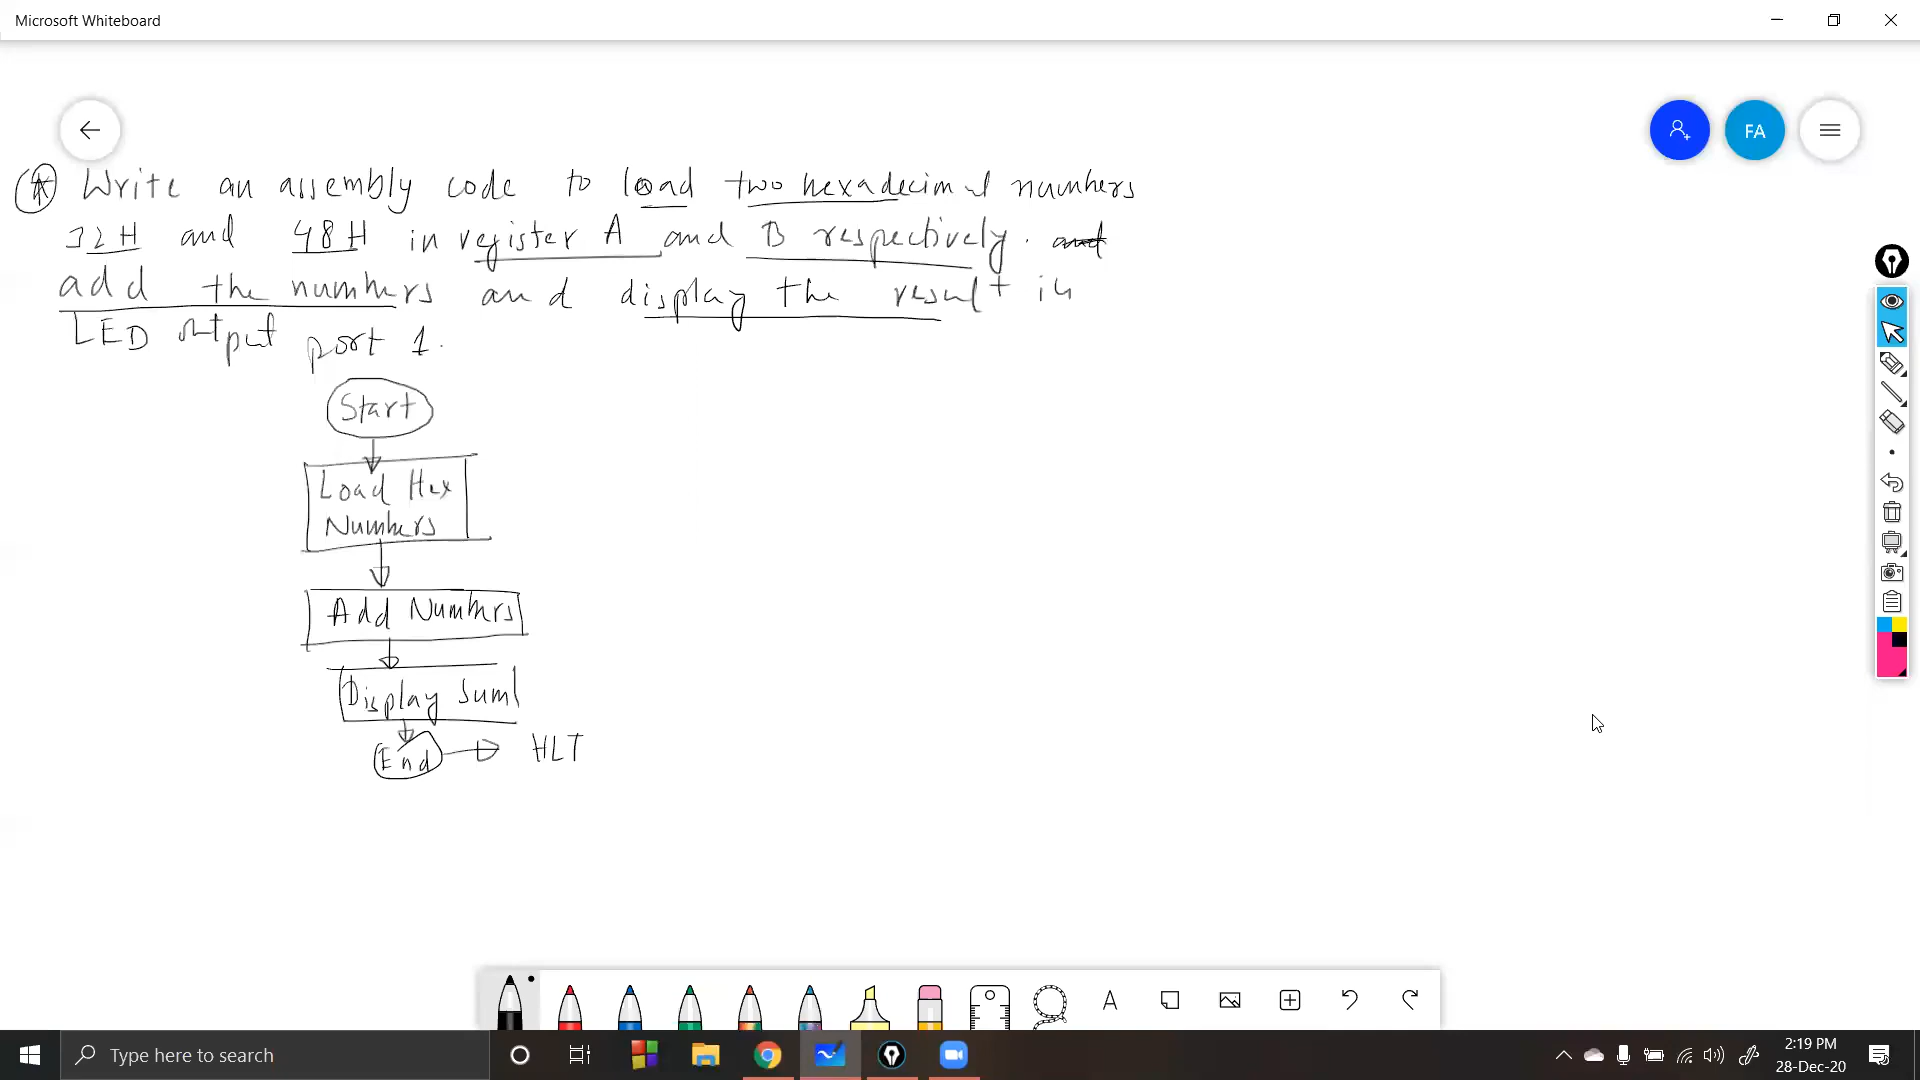 Microsoft Whiteboard
FA
Write an assembly code to load two hexadecimal numbers
32H and 48H in register A and B respectively. and
add the numbers and display the result in
LED output port 1.
Start
Load Hex
Numbers
Add Numbers
Display Sum
End
HLT
A
Type here to search
2:19 PM
28-Dec-20